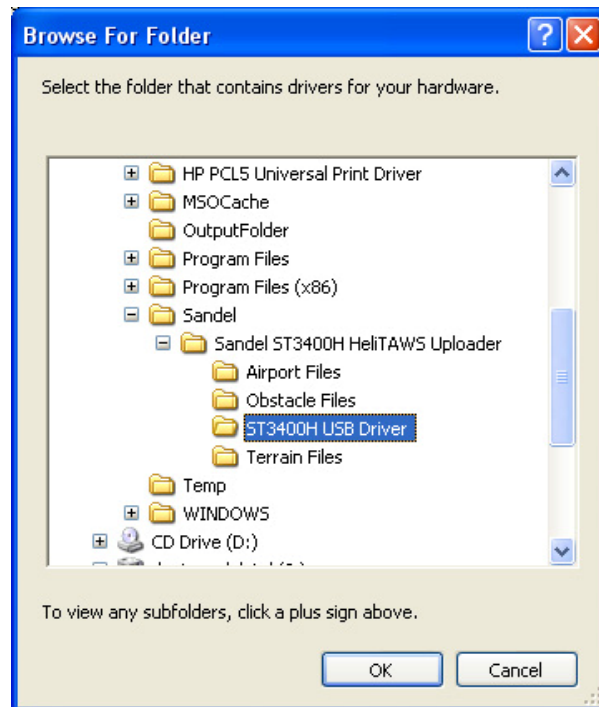 Browse For Folder
Select the folder that contains drivers for your hardware.
HP PCL5 Universal Print Driver
MSOCache
OutputFolder
Program Files
Program Files (x86)
Sandel
Sandel ST3400H HeliTAWS Uploader
Airport Files
Obstacle Files
ST3400H USB Driver
Terrain Files
Temp
WINDOWS
CD Drive (D:)
To view any subfolders, click a plus sign above.
OK Cancel